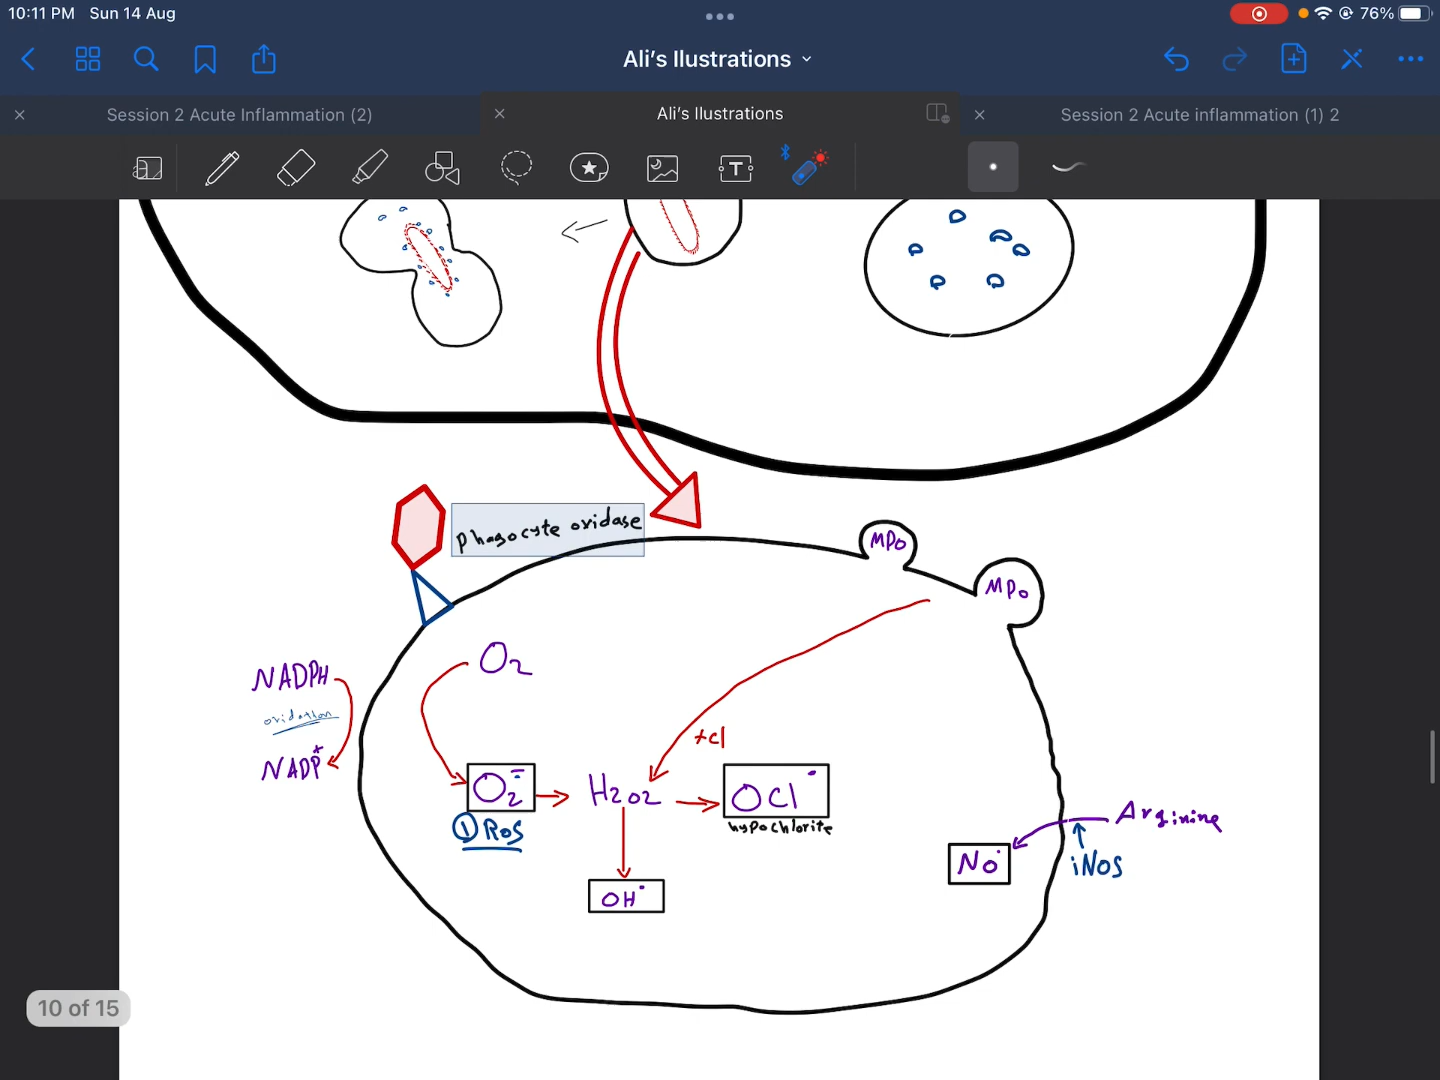 10:11 PM Sun 14 Aug
76%
Ali's Ilustrations
Session 2 Acute Inflammation (2)
Ali's Ilustrations
Session 2 Acute inflammation (1) 2
phagocyte oxidase
MPO
MPO
O2
NADPH
oxidation
NADP+
+cl
O2-
H2O2
OCl•
hypochlorite
① ROS
Arginine
NO•
iNOS
OH•
10 of 15